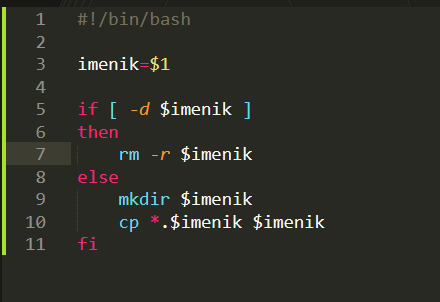 1 #!/bin/bash
2
3 imenik=$1
4
5 if [ -d $imenik ]
6 then
7     rm -r $imenik
8 else
9     mkdir $imenik
10     cp *.$imenik $imenik
11 fi